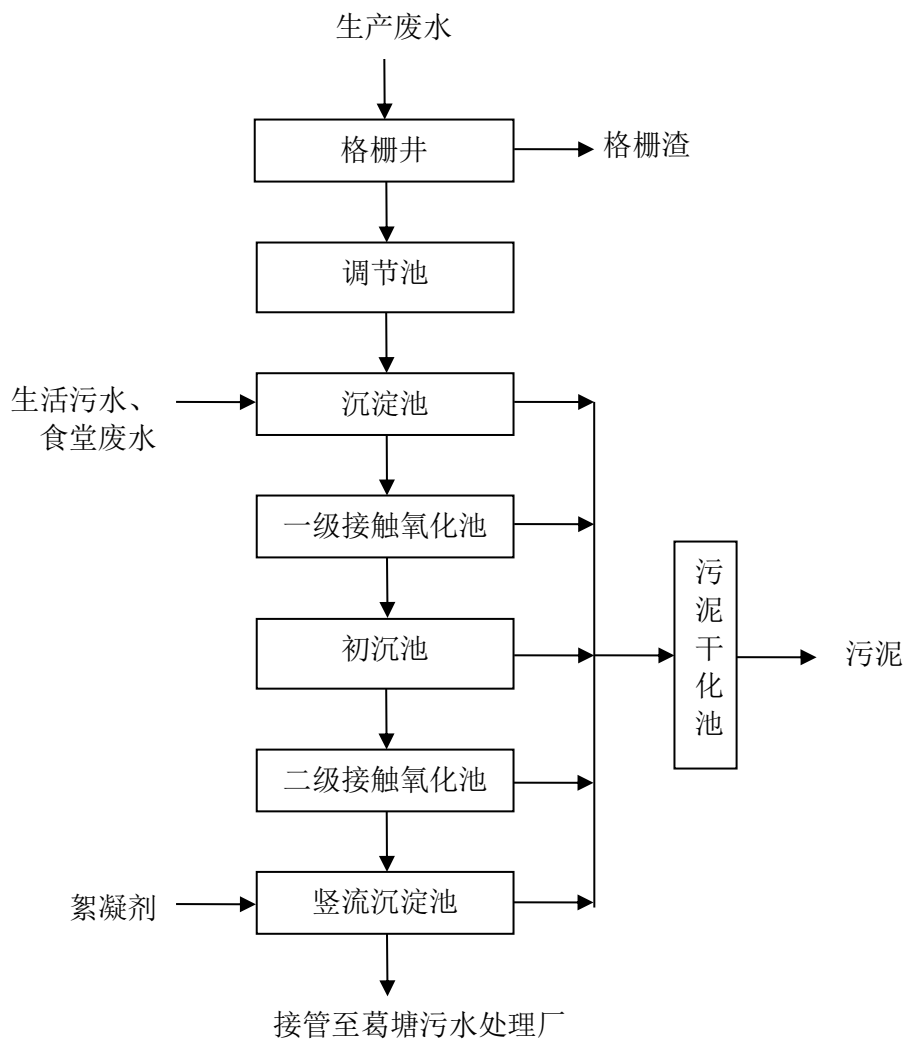 生产废水
格栅井
格栅渣
调节池
生活污水、
食堂废水
沉淀池
一级接触氧化池
初沉池
污
泥
干
化
池
污泥
二级接触氧化池
絮凝剂
竖流沉淀池
接管至葛塘污水处理厂